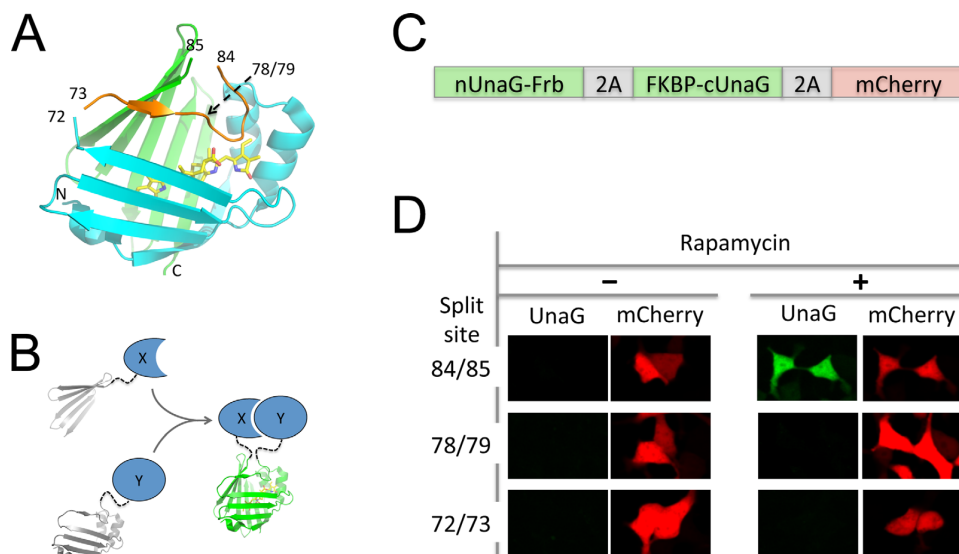 A
85
84
78/79
73
72
N
C
B
X
Y
X
Y
C
nUnaG-Frb 2A FKBP-cUnaG 2A mCherry
D
Rapamycin
− +
Split site
UnaG mCherry UnaG mCherry
84/85
78/79
72/73